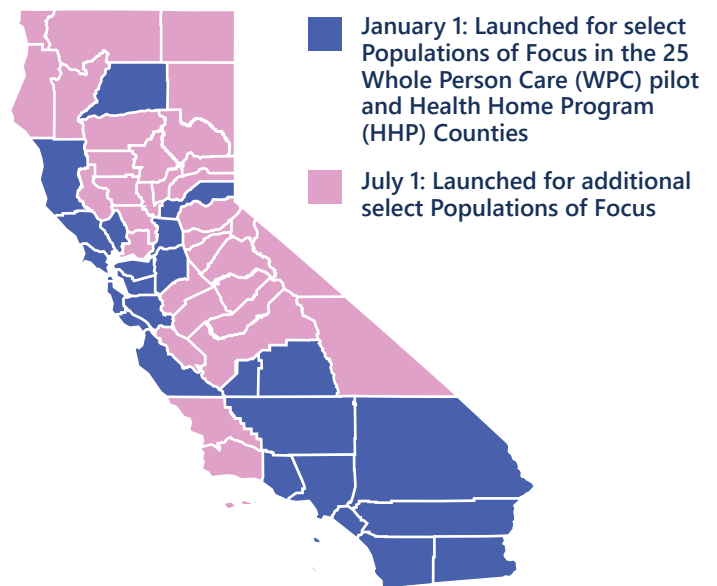 January 1: Launched for select
Populations of Focus in the 25
Whole Person Care (WPC) pilot
and Health Home Program
(HHP) Counties
July 1: Launched for additional
select Populations of Focus